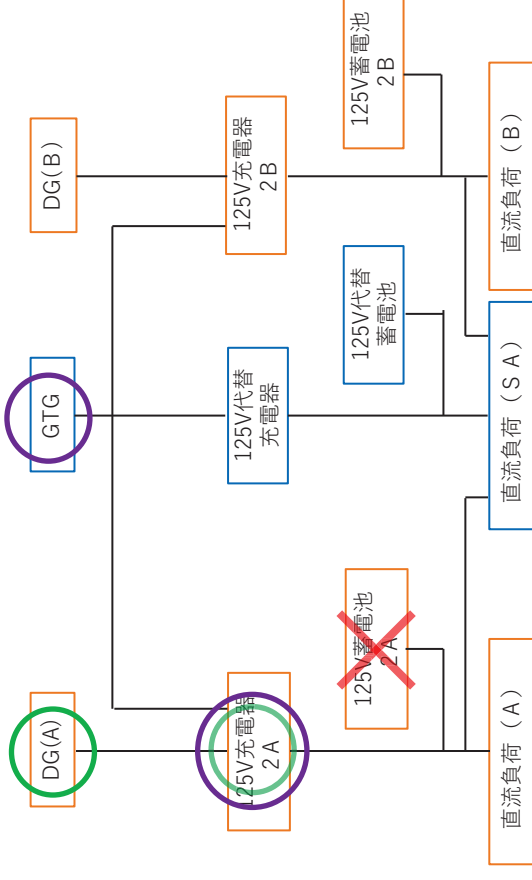 DG(A)
GTG
DG(B)
125V充電器
2A
125V代替
充電器
125V充電器
2B
125V蓄電池
2A
125V代替
蓄電池
125V蓄電池
2B
直流負荷（A）
直流負荷（SA）
直流負荷（B）